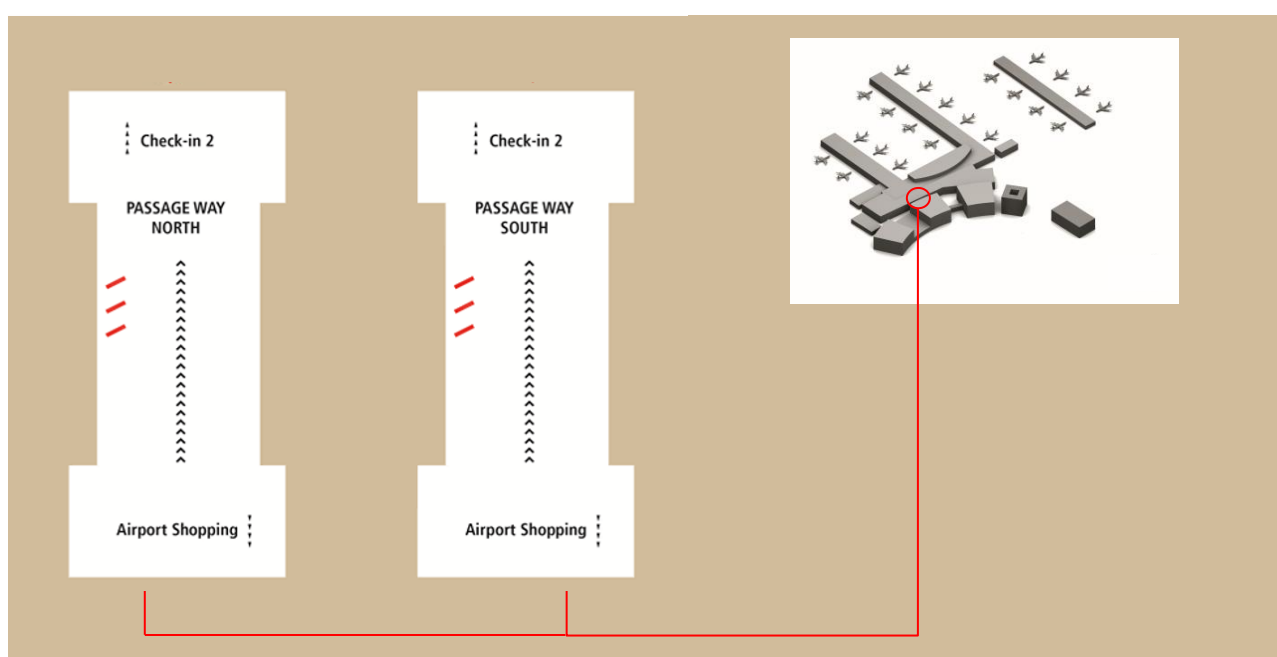 Check-in 2
PASSAGE WAY
NORTH
Airport Shopping
Check-in 2
PASSAGE WAY
SOUTH
Airport Shopping